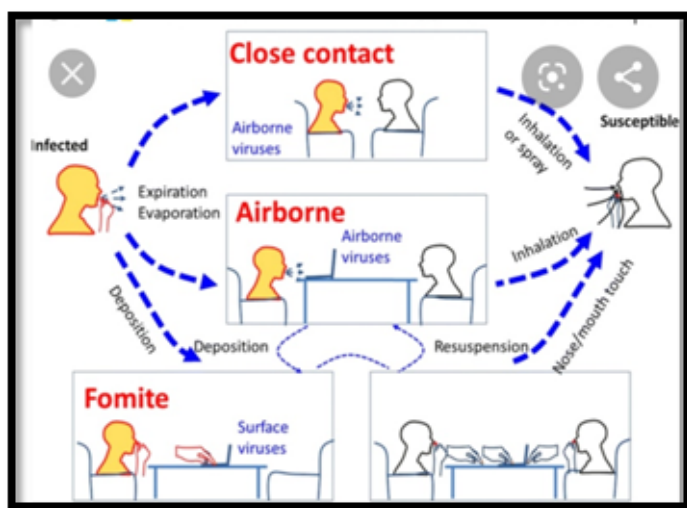 Close contact
Airborne
viruses
Infected
Susceptible
Inhalation
or spray
Expiration
Evaporation
Airborne
Airborne
viruses
Inhalation
Deposition
Deposition
Resuspension
Nose/mouth touch
Fomite
Surface
viruses